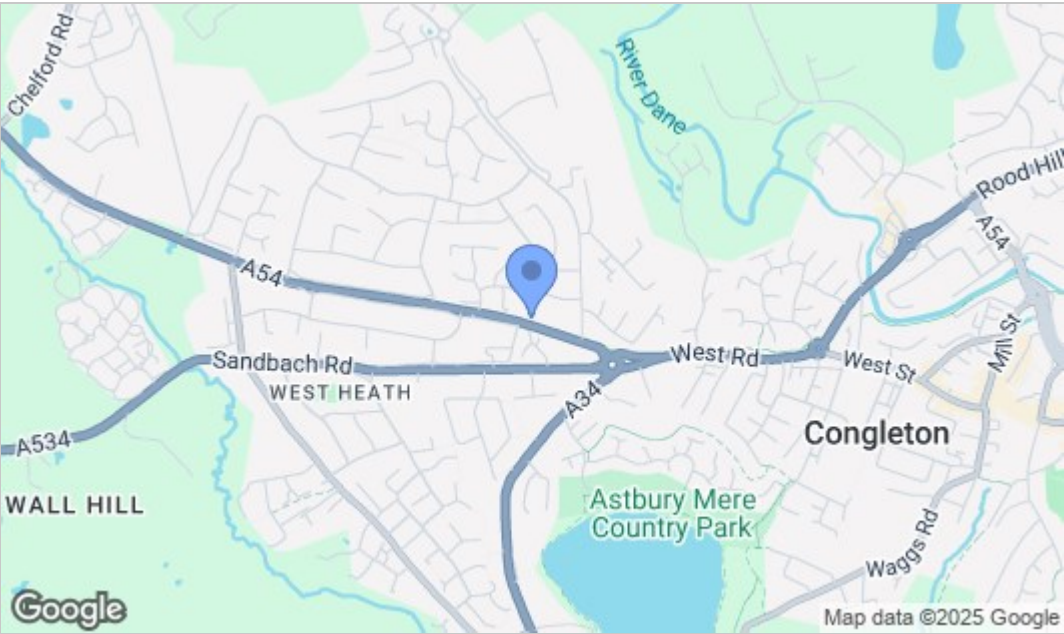 Chelford Rd
River Dane
Rood Hill
A54
A54
Mill St
Sandbach Rd
West Rd
West St
WEST HEATH
A34
Congleton
A534
WALL HILL
Astbury Mere
Country Park
Waggs Rd
Google
Map data ©2025 Google